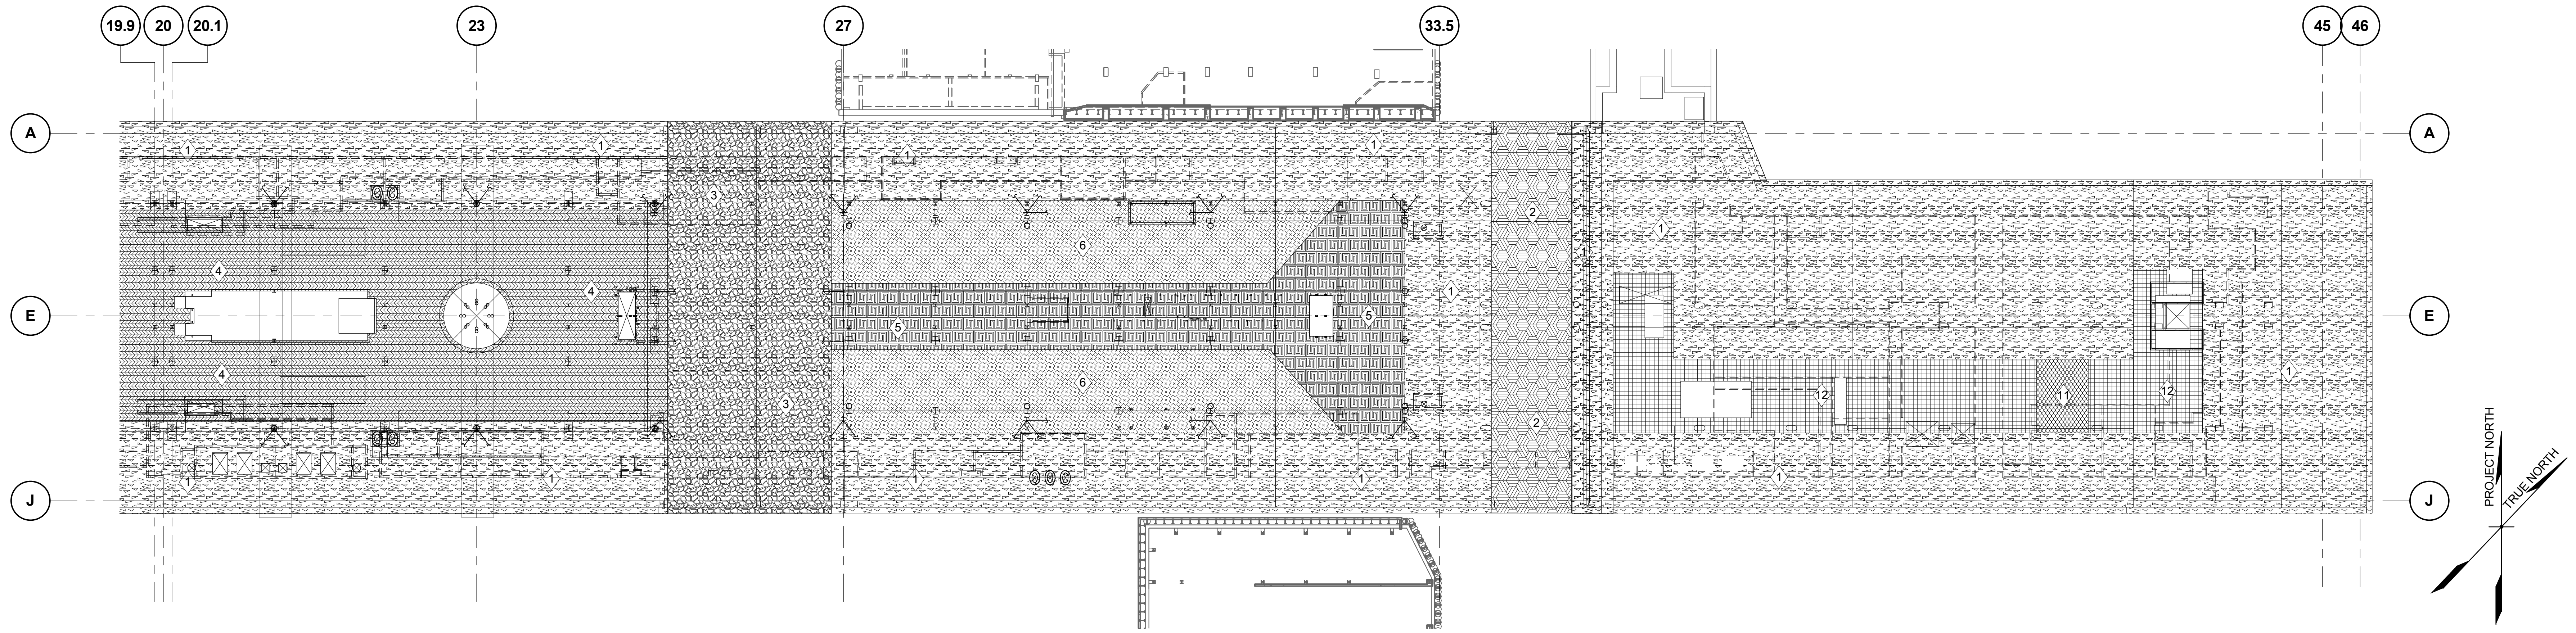 19.9 20 20.1 23 27 33.5 45 46
A A
1 1 1 1
3 2 1 1
4 6
4 1
E 5 5 E
1
4 6 12 11 12
3 2
1 1 1 1 1
J J
PROJECT NORTH
TRUE NORTH